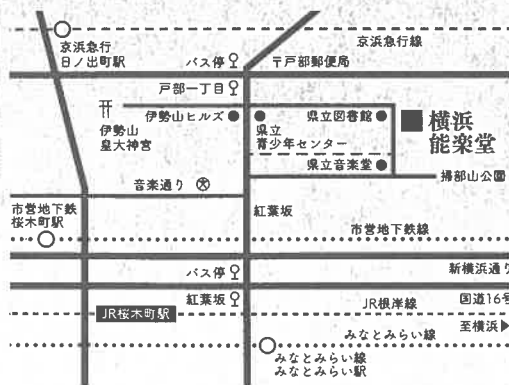 京浜急行
日ノ出町駅
京浜急行線
バス停
〒戸部郵便局
戸部一丁目
伊勢山
皇大神宮
伊勢山ヒルズ
県立図書館
県立
青少年センター
県立音楽堂
横浜
能楽堂
掃部山公園
音楽通り
㊛
紅葉坂
市営地下鉄
桜木町駅
市営地下鉄線
バス停
紅葉坂
新横浜通り
JR桜木町駅
JR根岸線
国道16号
みなとみらい線
至横浜▶
みなとみらい線
みなとみらい駅